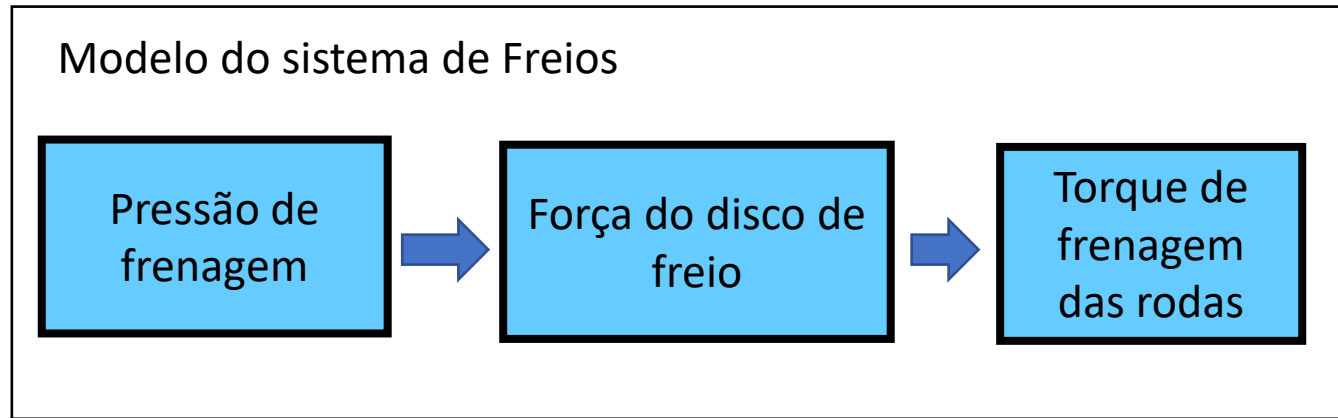 Modelo do sistema de Freios
Pressão de
frenagem
Força do disco de
freio
Torque de
frenagem
das rodas